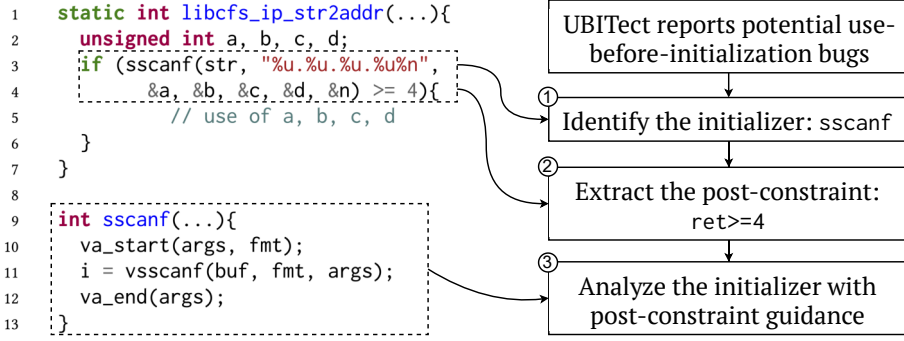 1 static int libcfs_ip_str2addr(...){
2 unsigned int a, b, c, d;
3 if (sscanf(str, "%u.%u.%u.%u%n",
4 &a, &b, &c, &d, &n) >= 4){
5 // use of a, b, c, d
6 }
7 }
8
9 int sscanf(...){
10 va_start(args, fmt);
11 i = vsscanf(buf, fmt, args);
12 va_end(args);
13 }
UBITect reports potential use-
before-initialization bugs
1
Identify the initializer: sscanf
2
Extract the post-constraint:
ret>=4
3
Analyze the initializer with
post-constraint guidance